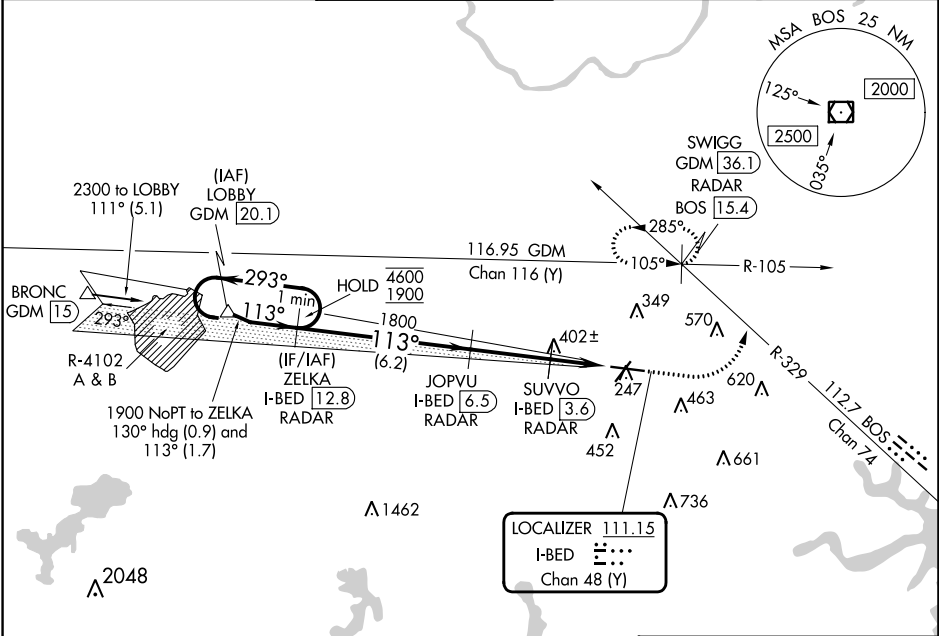 MSA BOS 25 NM
125°
2000
2500
035°
SWIGG
GDM 36.1
RADAR
BOS 15.4
(IAF)
LOBBY
GDM 20.1
2300 to LOBBY
111° (5.1)
285°
116.95 GDM
Chan 116 (Y)
105°
R-105
BRONC
GDM 15
293°
293°
1 min
113°
HOLD
4600
1900
1800
113°
(6.2)
349
570
402±
R-4102
A & B
(IF/IAF)
ZELKA
I-BED 12.8
RADAR
JOPVU
I-BED 6.5
RADAR
SUVVO
I-BED 3.6
RADAR
247
463
620
R-329
112.7 BOS
Chan 74
1900 NoPT to ZELKA
130° hdg (0.9) and
113° (1.7)
452
661
1462
736
LOCALIZER 111.15
I-BED
Chan 48 (Y)
2048